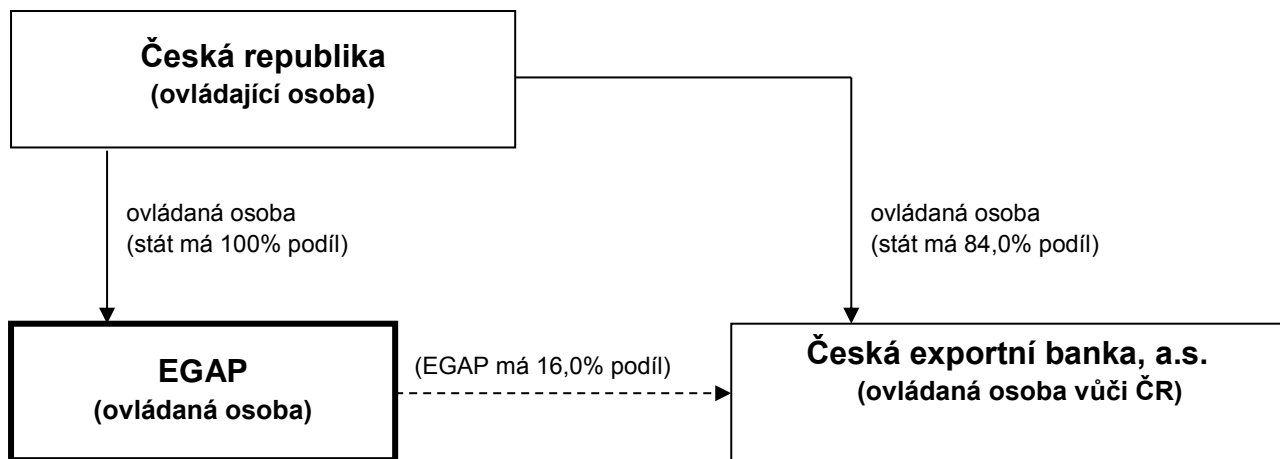 Česká republika
(ovládající osoba)
ovládaná osoba
(stát má 100% podíl)
ovládaná osoba
(stát má 84,0% podíl)
EGAP
(ovládaná osoba)
(EGAP má 16,0% podíl)
Česká exportní banka, a.s.
(ovládaná osoba vůči ČR)